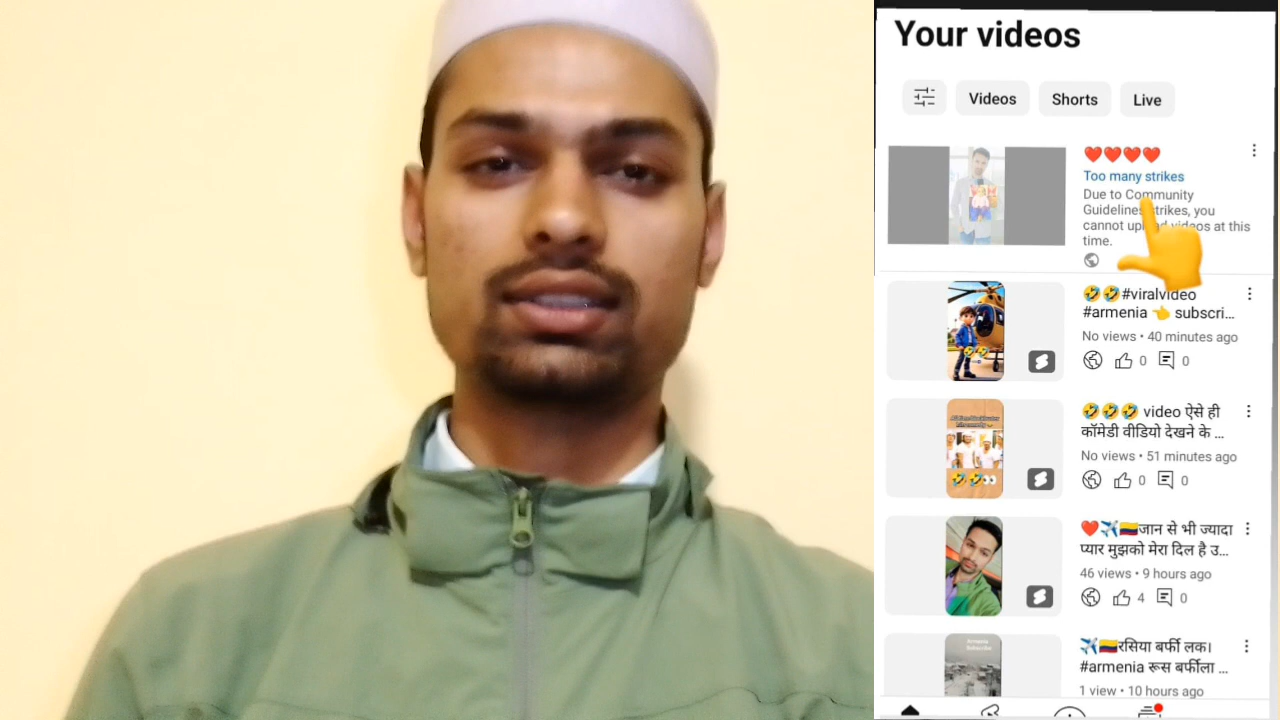 Your videos
Videos
Shorts
Live
❤️❤️❤️❤️
Too many strikes
Due to Community
Guidelines strikes, you
cannot upload videos at this
time.
🤣🤣#viralvideo
#armenia 👈 subscri...
No views • 40 minutes ago
0
0
🤣🤣🤣 video ऐसे ही
कॉमेडी वीडियो देखने के ...
No views • 51 minutes ago
0
0
❤️✈️🇨🇴जान से भी ज्यादा
प्यार मुझको मेरा दिल है उ...
46 views • 9 hours ago
4
0
Armenia
Subscribe
✈️🇨🇴रसिया बर्फी लक।
#armenia रूस बर्फीला ...
1 view • 10 hours ago